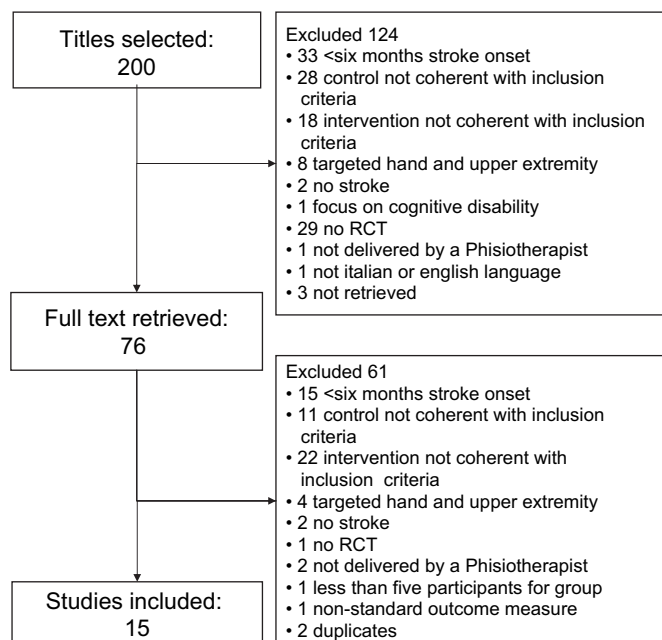 Titles selected:
200
Excluded 124
• 33 <six months stroke onset
• 28 control not coherent with inclusion
criteria
• 18 intervention not coherent with inclusion
criteria
• 8 targeted hand and upper extremity
• 2 no stroke
• 1 focus on cognitive disability
• 29 no RCT
• 1 not delivered by a Phisiotherapist
• 1 not italian or english language
• 3 not retrieved
Full text retrieved:
76
Excluded 61
• 15 <six months stroke onset
• 11 control not coherent with inclusion
criteria
• 22 intervention not coherent with
inclusion criteria
• 4 targeted hand and upper extremity
• 2 no stroke
• 1 no RCT
• 2 not delivered by a Phisiotherapist
• 1 less than five participants for group
• 1 non-standard outcome measure
• 2 duplicates
Studies included:
15